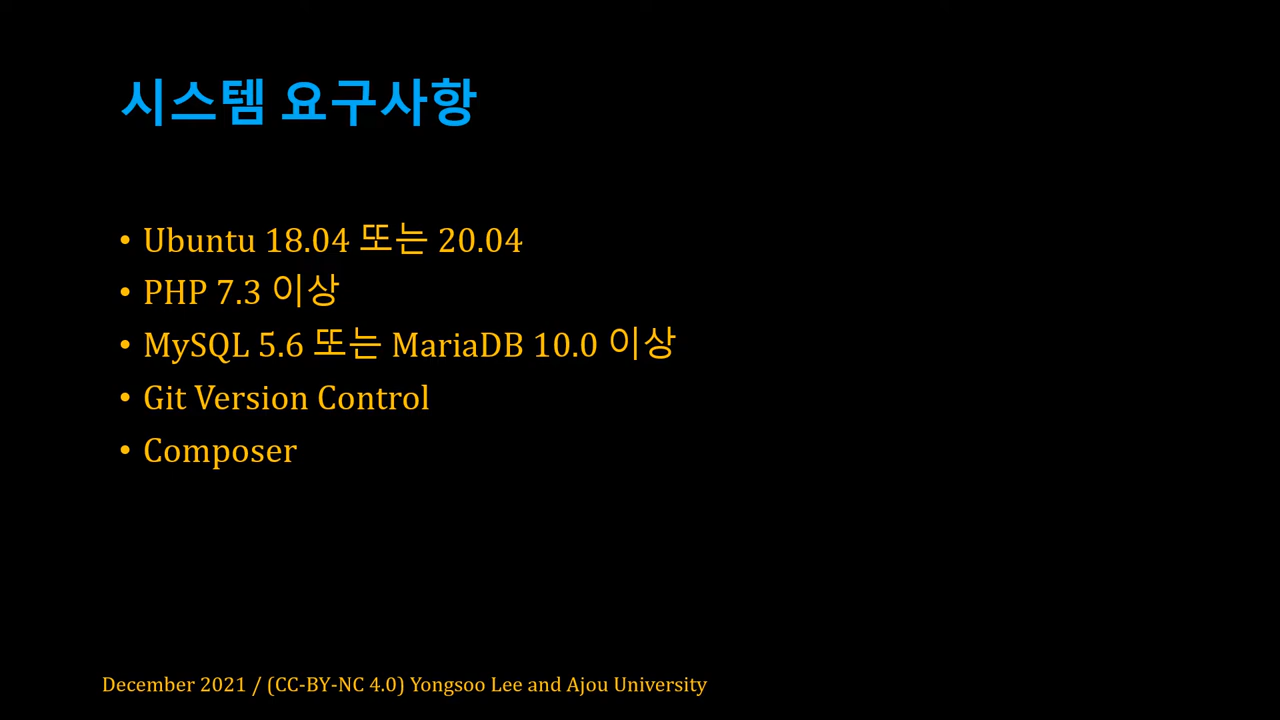 시스템 요구사항
• Ubuntu 18.04 또는 20.04
• PHP 7.3 이상
• MySQL 5.6 또는 MariaDB 10.0 이상
• Git Version Control
• Composer
December 2021 / (CC-BY-NC 4.0) Yongsoo Lee and Ajou University